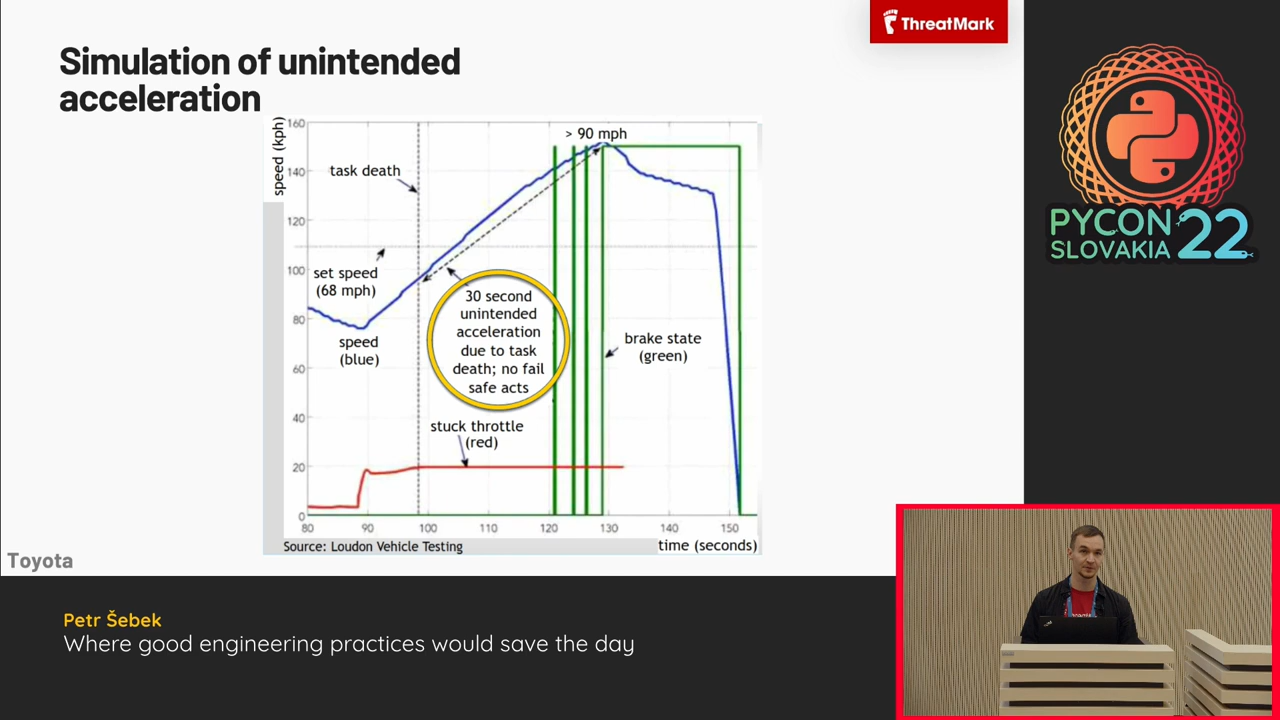 ThreatMark
Simulation of unintended
acceleration
speed (kph)
160
140
120
100
80
60
40
20
0
> 90 mph
task death
set speed
(68 mph)
30 second
unintended
acceleration
due to task
death; no fail
safe acts
speed
(blue)
brake state
(green)
stuck throttle
(red)
80
90
100
110
120
130
140
150
Source: Loudon Vehicle Testing
time (seconds)
Toyota
PYCON
SLOVAKIA
22
Petr Šebek
Where good engineering practices would save the day